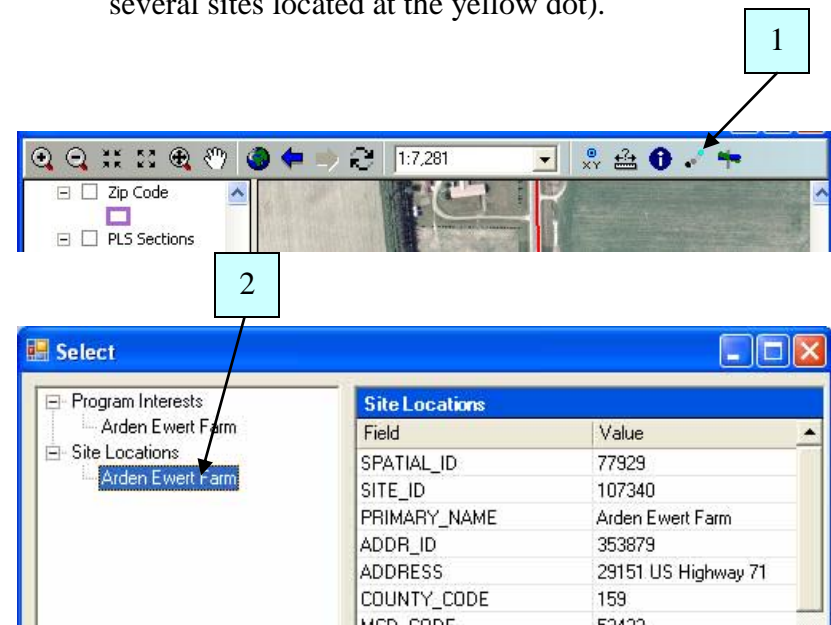 several sites located at the yellow dot).
1
XY
1:7,281
Zip Code
PLS Sections
2
Select
Program Interests
Arden Ewert Farm
Site Locations
Arden Ewert Farm
Site Locations
Field Value
SPATIAL_ID 77929
SITE_ID 107340
PRIMARY_NAME Arden Ewert Farm
ADDR_ID 353879
ADDRESS 29151 US Highway 71
COUNTY_CODE 159